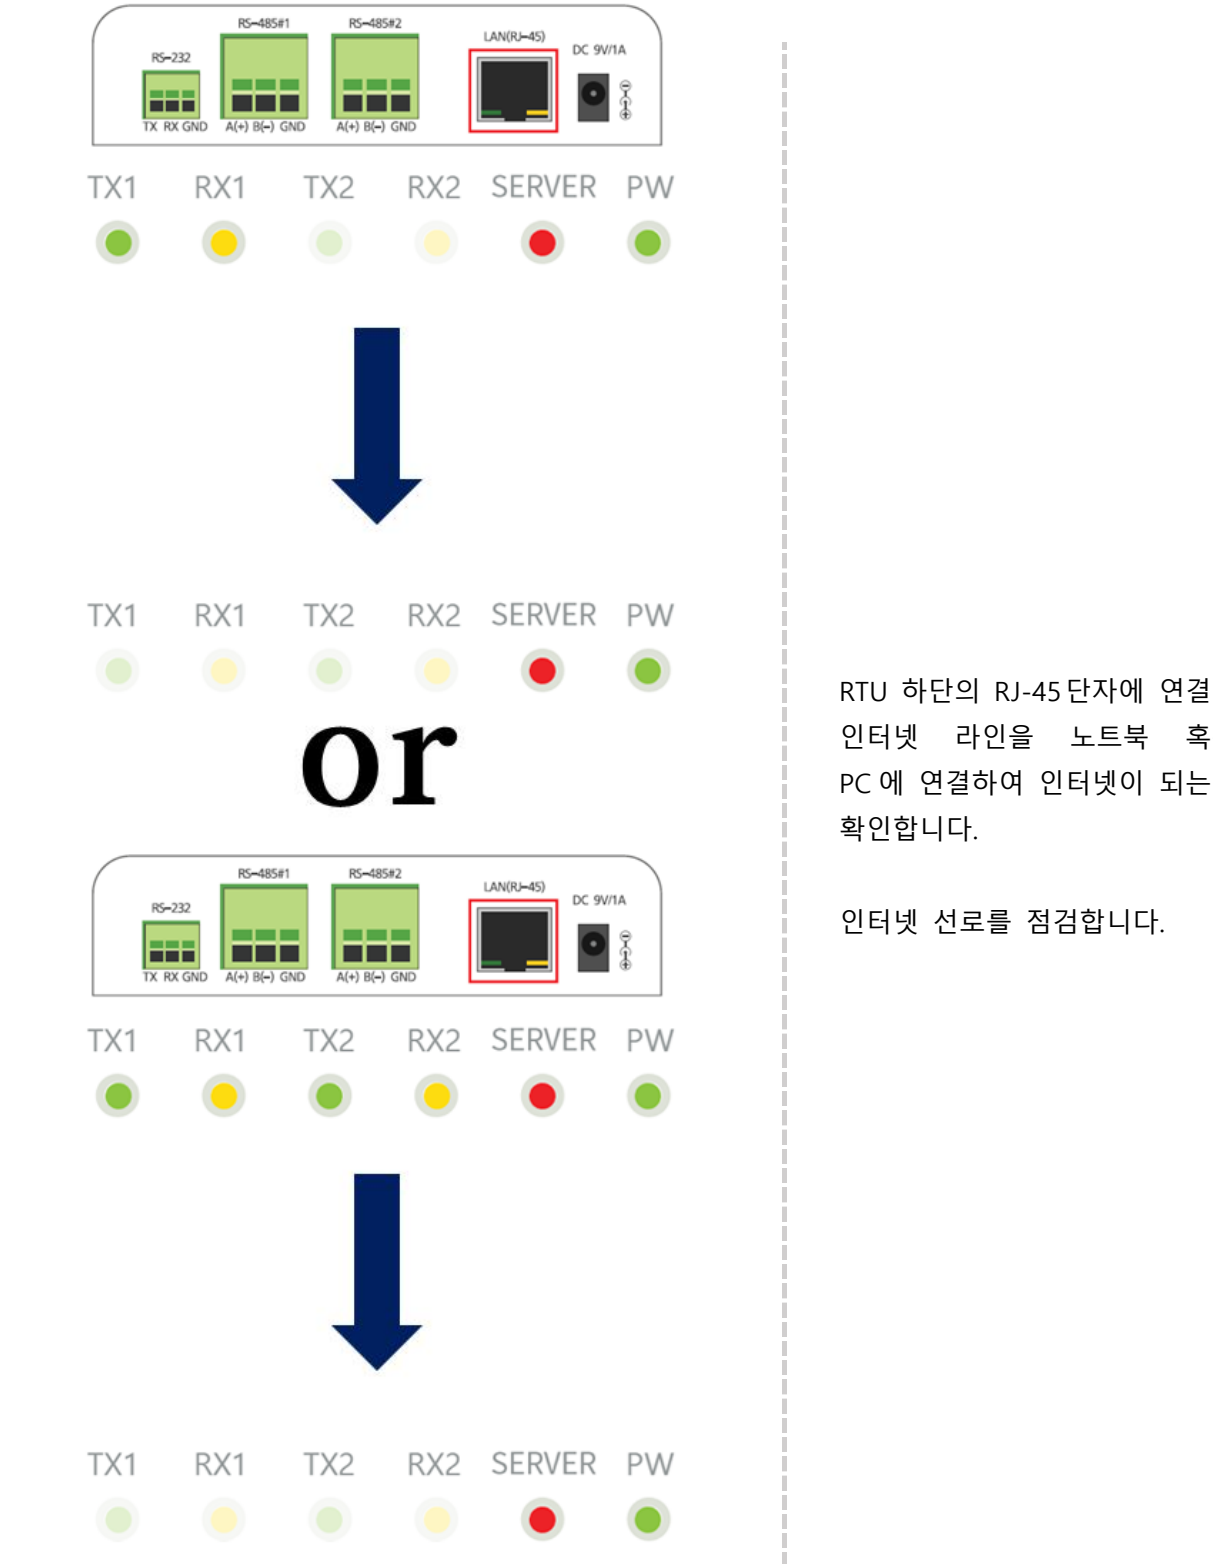 RS-485#1 RS-485#2
LAN(RJ-45)
DC 9V/1A
RS-232
TX RX GND A(+) B(-) GND A(+) B(-) GND
TX1 RX1 TX2 RX2 SERVER PW
TX1 RX1 TX2 RX2 SERVER PW
or
RS-485#1 RS-485#2
LAN(RJ-45)
DC 9V/1A
RS-232
TX RX GND A(+) B(-) GND A(+) B(-) GND
TX1 RX1 TX2 RX2 SERVER PW
TX1 RX1 TX2 RX2 SERVER PW
RTU 하단의 RJ-45 단자에 연결
인터넷 라인을 노트북 혹
PC 에 연결하여 인터넷이 되는
확인합니다.
인터넷 선로를 점검합니다.